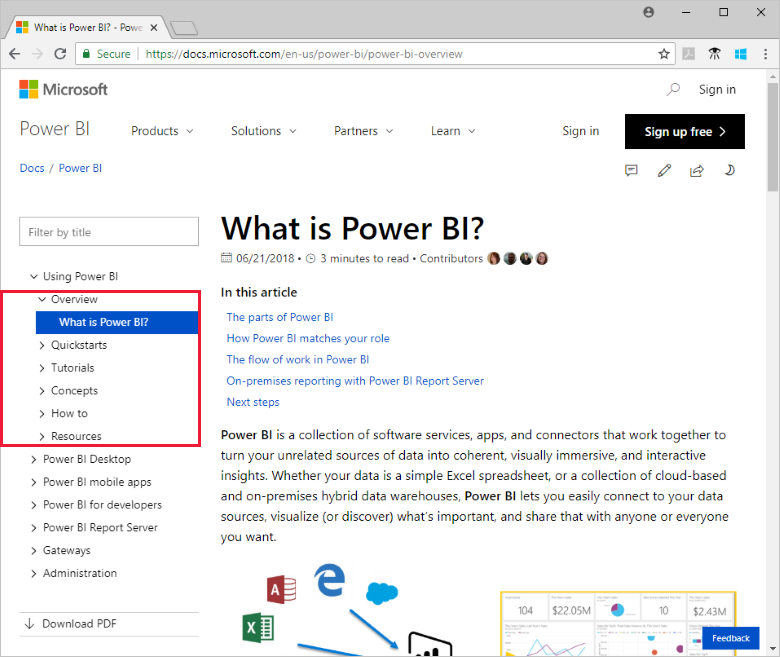 What is Power BI? - Powe
Secure
https://docs.microsoft.com/en-us/power-bi/power-bi-overview
Microsoft
Sign in
Power BI
Products
Solutions
Partners
Learn
Sign in
Sign up free
Docs / Power BI
Filter by title
Using Power BI
Overview
What is Power BI?
Quickstarts
Tutorials
Concepts
How to
Resources
Power BI Desktop
Power BI mobile apps
Power BI for developers
Power BI Report Server
Gateways
Administration
Download PDF
What is Power BI?
06/21/2018 • 3 minutes to read • Contributors
In this article
The parts of Power BI
How Power BI matches your role
The flow of work in Power BI
On-premises reporting with Power BI Report Server
Next steps
Power BI is a collection of software services, apps, and connectors that work together to
turn your unrelated sources of data into coherent, visually immersive, and interactive
insights. Whether your data is a simple Excel spreadsheet, or a collection of cloud-based
and on-premises hybrid data warehouses, Power BI lets you easily connect to your data
sources, visualize (or discover) what's important, and share that with anyone or everyone
you want.
A
X
104
$22.05M
10
$2.43M
Feedback